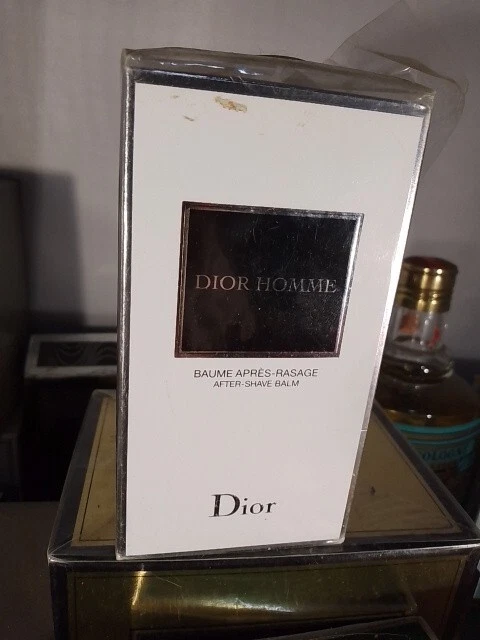 DIOR HOMME
BAUME APRÈS-RASAGE
AFTER-SHAVE BALM
Dior